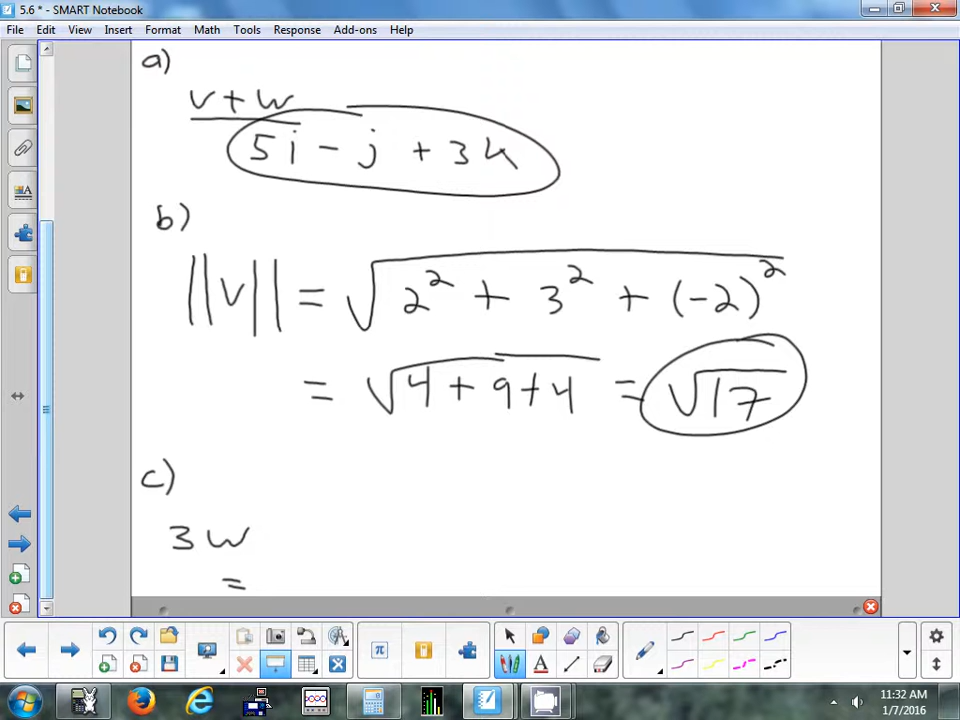 5.6 * - SMART Notebook
File Edit View Insert Format Math Tools Response Add-ons Help
a)
v + w
5i - j + 3k
b)
||v|| = √2² + 3² + (-2)²
= √4 + 9 + 4 = √17
c)
3w
=
11:32 AM
1/7/2016